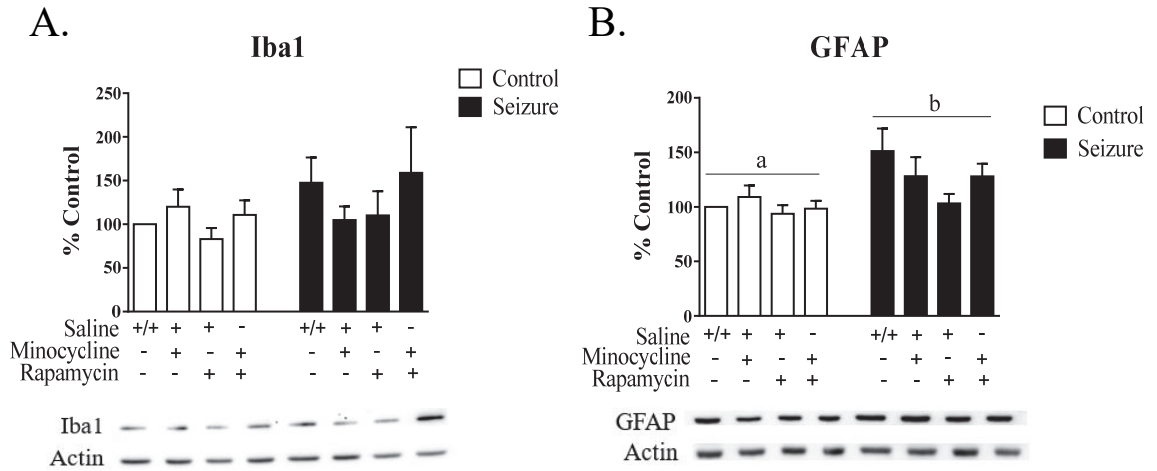 A.
Iba1
Control
Seizure
% Control
250
200
150
100
50
0
Saline +/+ + + - +/+ + + -
Minocycline - + - + - + - +
Rapamycin - - + + - - + +
Iba1
Actin
B.
GFAP
Control
Seizure
% Control
200
150
100
50
0
a
b
Saline +/+ + + - +/+ + + -
Minocycline - + - + - + - +
Rapamycin - - + + - - + +
GFAP
Actin